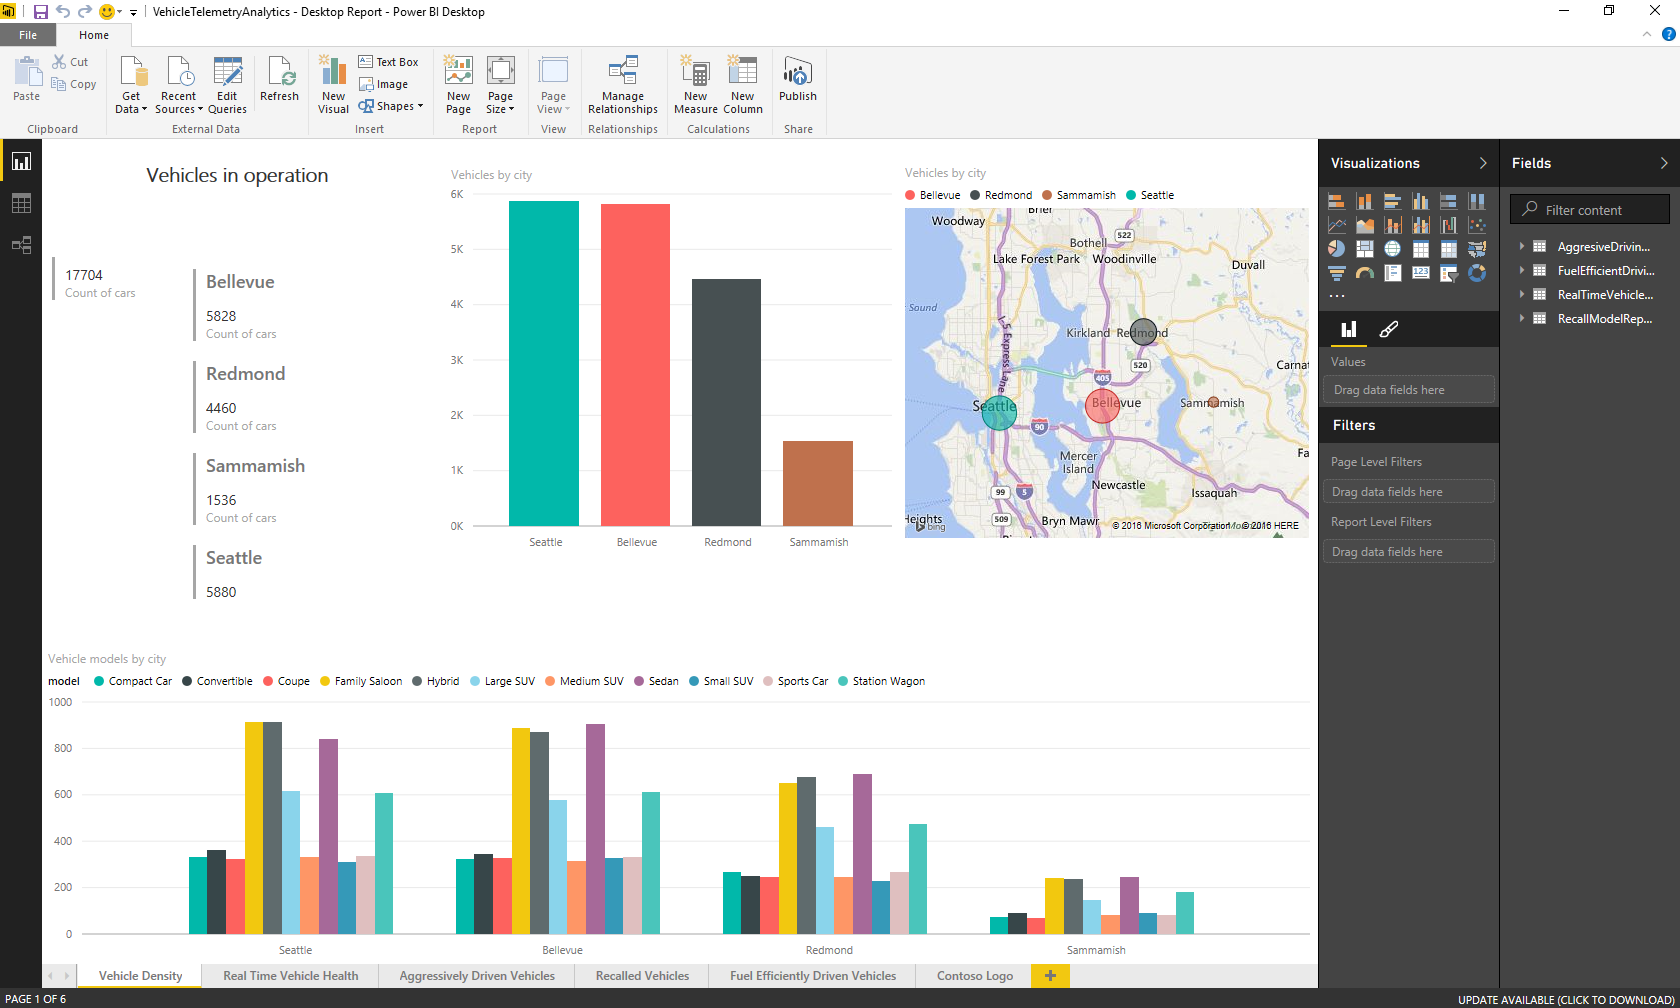 VehicleTelemetryAnalytics - Desktop Report - Power BI Desktop
File Home
Paste Cut Copy
Get Data Recent Sources Edit Queries Refresh
New Visual Text Box Image Shapes
New Page Page Size Page View
Manage Relationships
New Measure New Column
Publish
Clipboard External Data Insert Report View Relationships Calculations Share
Vehicles in operation
17704
Count of cars
Bellevue
5828
Count of cars
Redmond
4460
Count of cars
Sammamish
1536
Count of cars
Seattle
5880
Vehicles by city
6K
5K
4K
3K
2K
1K
0K
Seattle Bellevue Redmond Sammamish
Vehicles by city
Bellevue Redmond Sammamish Seattle
Brier
Woodway
522
Bothell
Lake Forest Park Woodinville
Duvall
Sound
I-5 Express Lane
Kirkland Redmond
520
Carnat
405
Seattle Bellevue Sammamish
90
Mercer Island
Fa
Newcastle
99 5 Issaquah
509
Heights
Bryn Mawr
bing
© 2016 Microsoft Corporation © 2016 HERE
Vehicle models by city
model Compact Car Convertible Coupe Family Saloon Hybrid Large SUV Medium SUV Sedan Small SUV Sports Car Station Wagon
1000
800
600
400
200
0
Seattle Bellevue Redmond Sammamish
Vehicle Density Real Time Vehicle Health Aggressively Driven Vehicles Recalled Vehicles Fuel Efficiently Driven Vehicles Contoso Logo +
PAGE 1 OF 6
Visualizations
123
...
Values
Drag data fields here
Filters
Page Level Filters
Drag data fields here
Report Level Filters
Drag data fields here
Fields
Filter content
AggresiveDrivin...
FuelEfficientDrivi...
RealTimeVehicle...
RecallModelRep...
UPDATE AVAILABLE (CLICK TO DOWNLOAD)